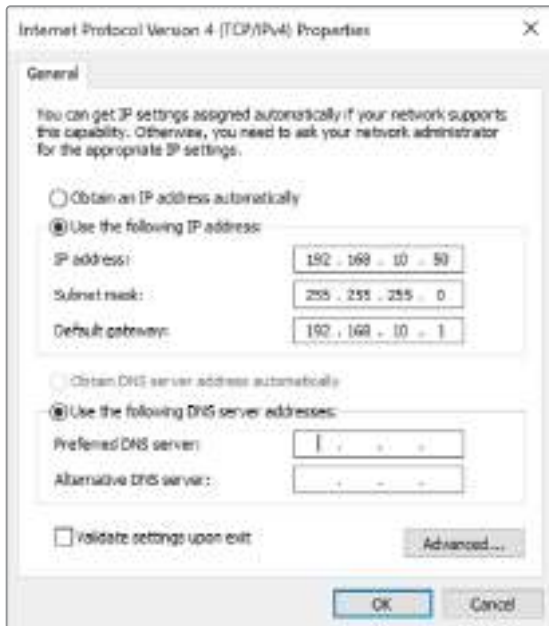 Internet Protocol Version 4 (TCP/IPv4) Properties
General
You can get IP settings assigned automatically if your network supports
this capability. Otherwise, you need to ask your network administrator
for the appropriate IP settings.
Obtain an IP address automatically
Use the following IP address:
IP address: 192 . 168 . 10 . 50
Subnet mask: 255 . 255 . 255 . 0
Default gateway: 192 . 168 . 10 . 1
Obtain DNS server address automatically
Use the following DNS server addresses:
Preferred DNS server: . . .
Alternative DNS server: . . .
Validate settings upon exit
Advanced...
OK Cancel